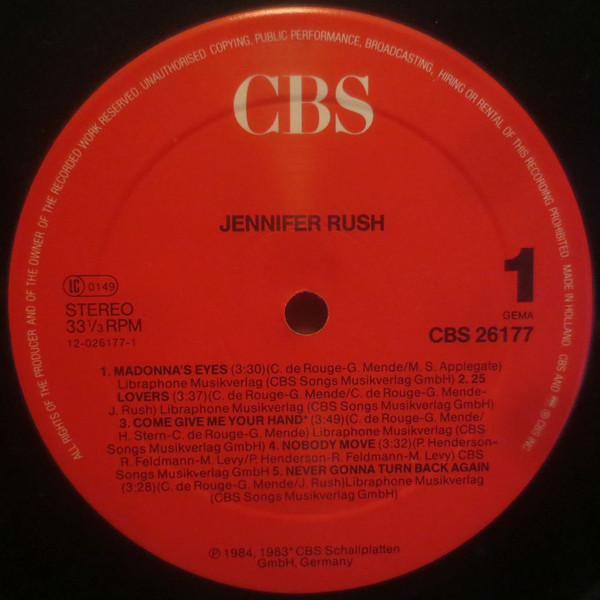 ALL RIGHTS OF THE PRODUCER AND OF THE OWNER OF THE RECORDED WORK RESERVED. UNAUTHORISED COPYING, PUBLIC PERFORMANCE, BROADCASTING, HIRING OR RENTAL OF THIS RECORDING PROHIBITED. MADE IN HOLLAND. CBS AND ARE ® CBS INC.
CBS
JENNIFER RUSH
LC 0149
STEREO
33 1/3 RPM
12-026177-1
1
GEMA
CBS 26177
1. MADONNA'S EYES (3:30)(C. de Rouge-G. Mende/M. S. Applegate)
Libraphone Musikverlag (CBS Songs Musikverlag GmbH) 2. 25
LOVERS (3:37)(C. de Rouge-G. Mende/C. de Rouge-G. Mende-
J. Rush) Libraphone Musikverlag (CBS Songs Musikverlag GmbH)
3. COME GIVE ME YOUR HAND* (3:49)(C. de Rouge-G. Mende/
H. Stern-C. de Rouge-G. Mende) Libraphone Musikverlag (CBS
Songs Musikverlag GmbH) 4. NOBODY MOVE (3:32)(P. Henderson-
R. Feldmann-M. Levy/P. Henderson-R. Feldmann-M. Levy) CBS
Songs Musikverlag GmbH 5. NEVER GONNA TURN BACK AGAIN
(3:28)(C. de Rouge-G. Mende/J. Rush)Libraphone Musikverlag
(CBS Songs Musikverlag GmbH)
℗ 1984, 1983* CBS Schallplatten
GmbH, Germany